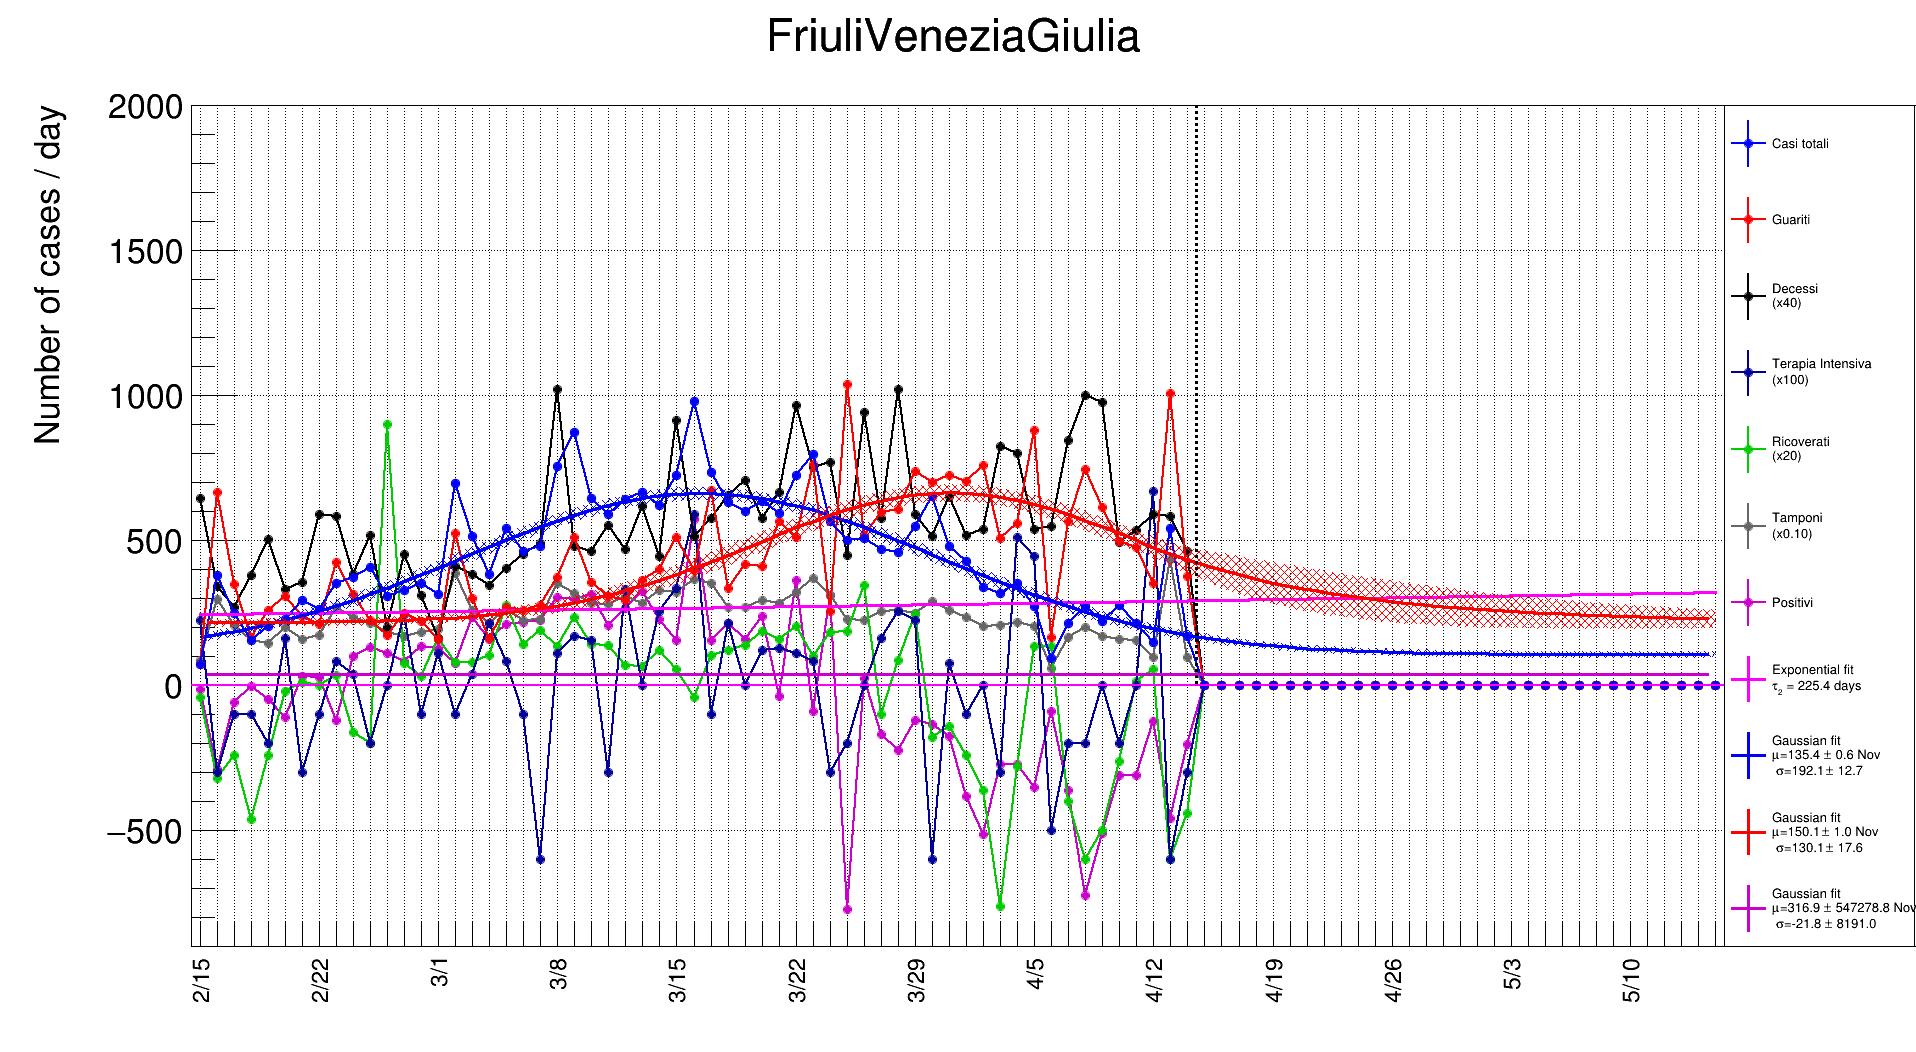 FriuliVeneziaGiulia
Number of cases / day
2000
1500
1000
500
0
−500
2/15
2/22
3/1
3/8
3/15
3/22
3/29
4/5
4/12
4/19
4/26
5/3
5/10
Casi totali
Guariti
Decessi
(x40)
Terapia Intensiva
(x100)
Ricoverati
(x20)
Tamponi
(x0.10)
Positivi
Exponential fit
τ₂ = 225.4 days
Gaussian fit
μ=135.4 ± 0.6 Nov
σ=192.1 ± 12.7
Gaussian fit
μ=150.1 ± 1.0 Nov
σ=130.1 ± 17.6
Gaussian fit
μ=316.9 ± 547278.8 Nov
σ=-21.8 ± 8191.0